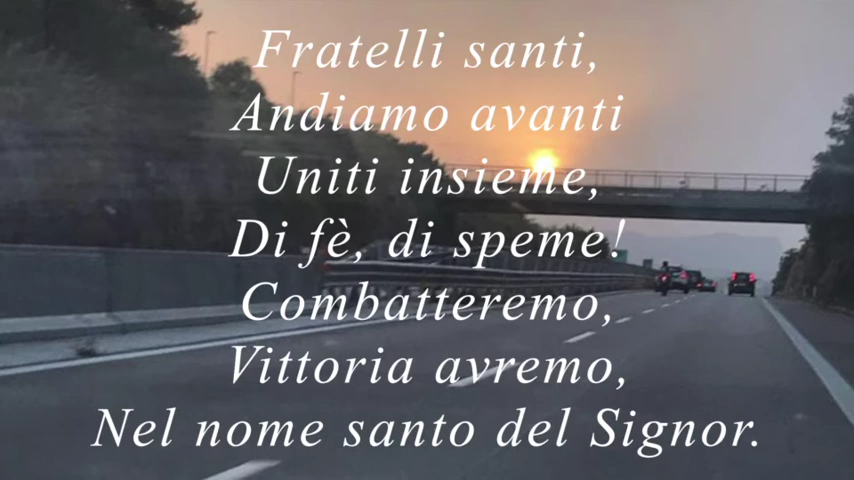 Fratelli santi,
Andiamo avanti
Uniti insieme,
Di fè, di speme!
Combatteremo,
Vittoria avremo,
Nel nome santo del Signor.